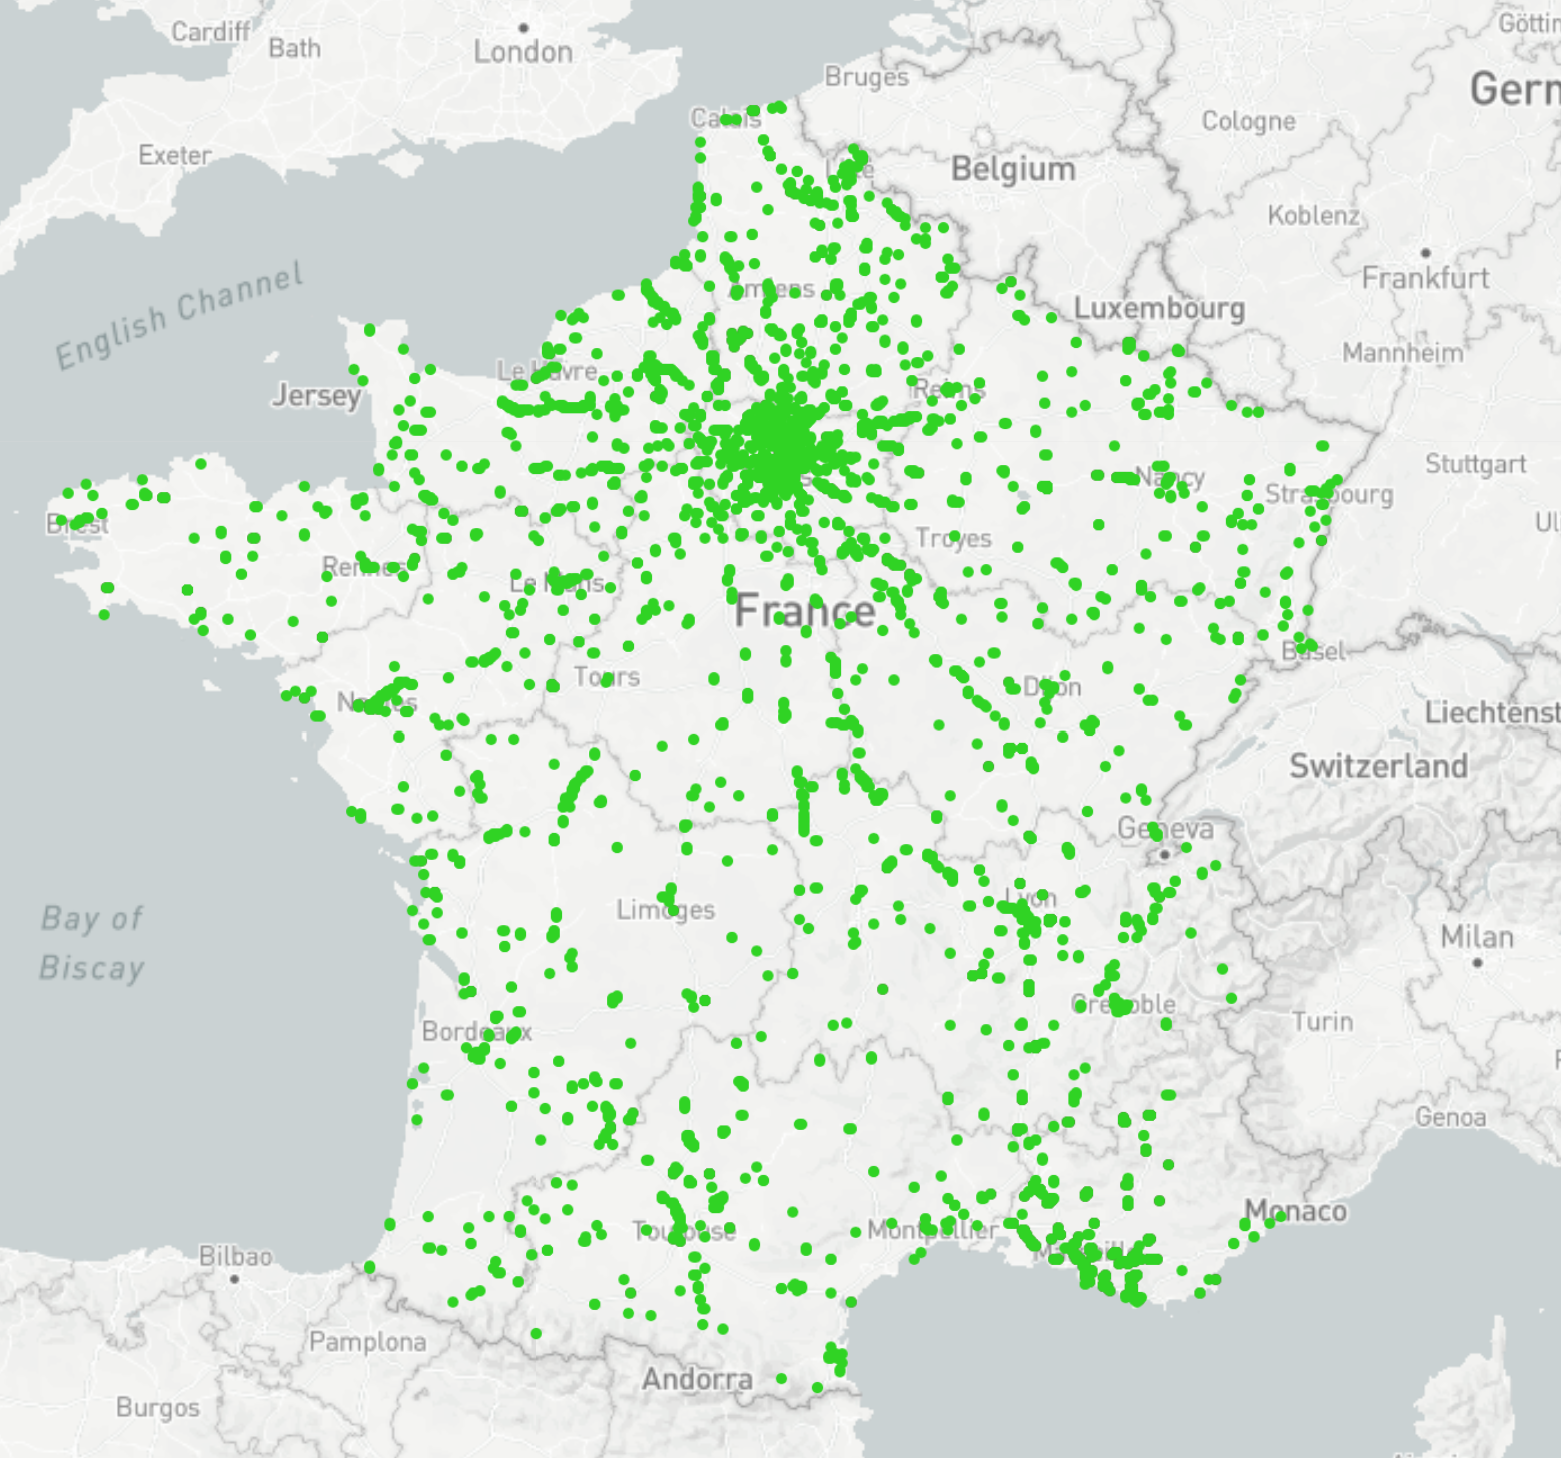 Cardiff
Bath
London
Göttin
Bruges
Germ
Calais
Cologne
Exeter
Belgium
Lille
Koblenz
Frankfurt
English Channel
Amiens
Luxembourg
Mannheim
Le Havre
Jersey
Reims
Stuttgart
Nancy
Strasbourg
Brest
Ul
Troyes
Rennes
Le Mans
France
Basel
Tours
Dijon
Nantes
Liechtenst
Switzerland
Geneva
Lyon
Limoges
Bay of
Biscay
Milan
Grenoble
Turin
Bordeaux
Genoa
Monaco
Toulouse
Montpellier
Marseille
Bilbao
Pamplona
Andorra
Burgos